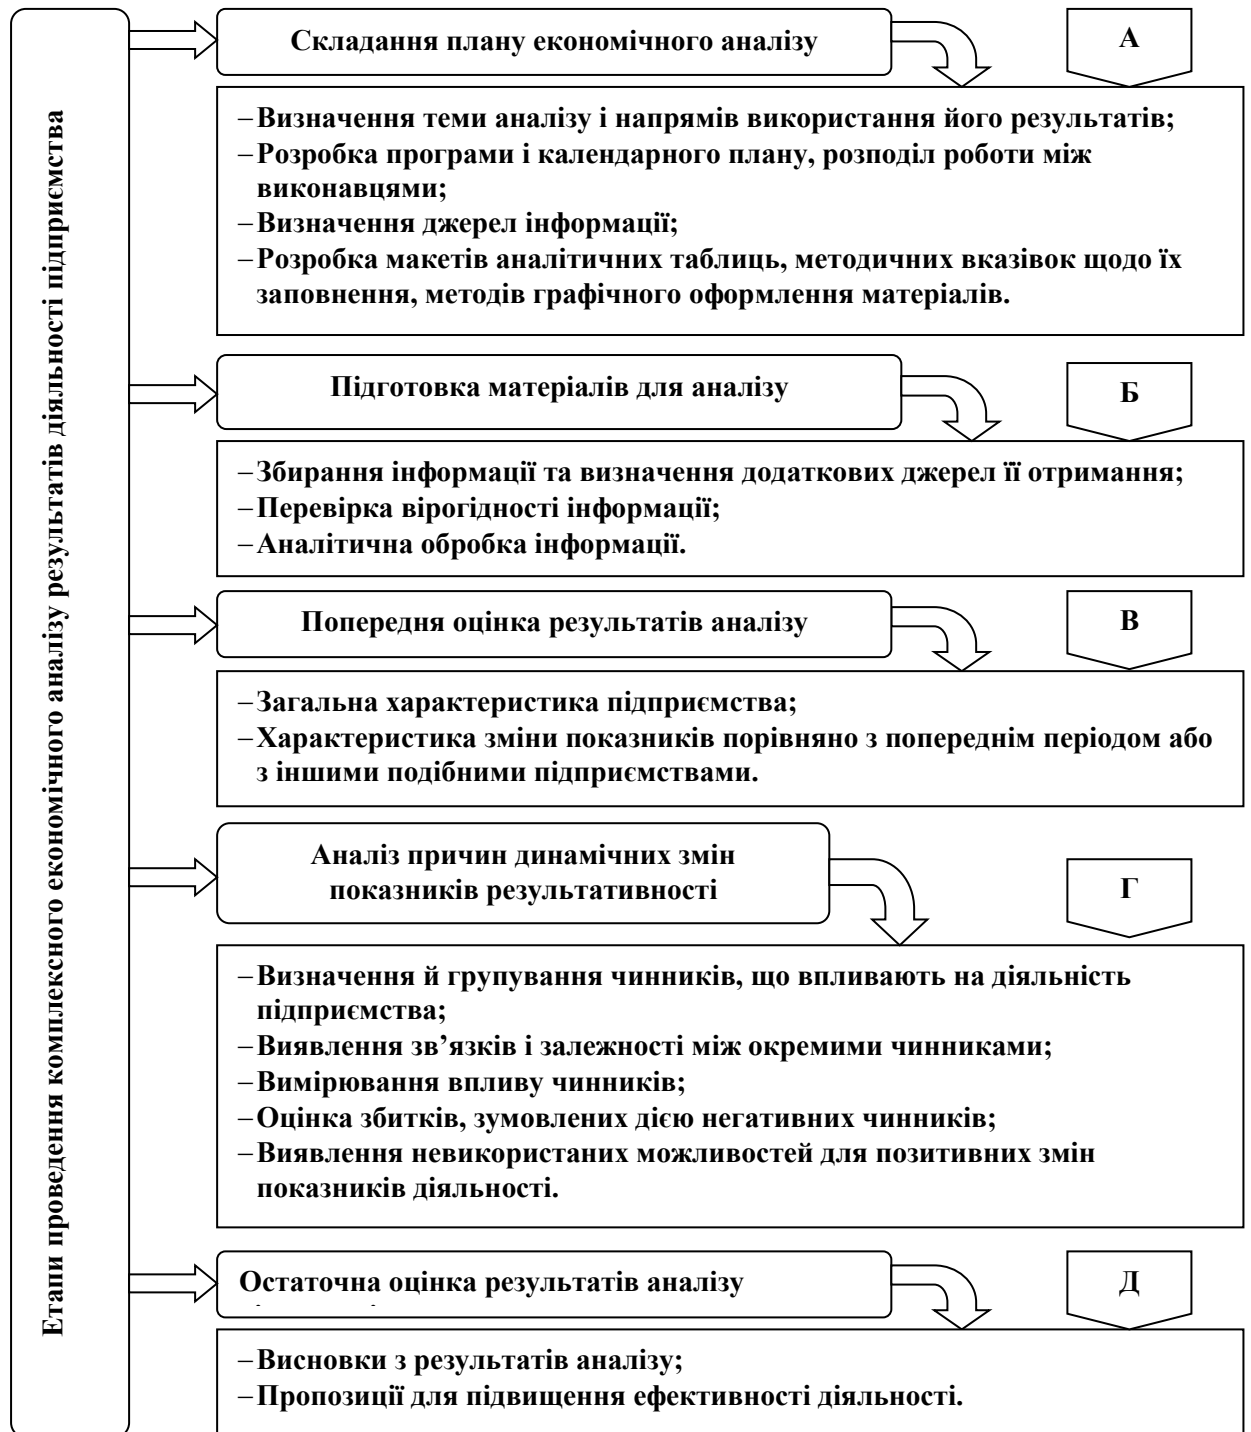 Етапи проведення комплексного економічного аналізу результатів діяльності підприємства
Складання плану економічного аналізу
А
–Визначення теми аналізу і напрямів використання його результатів;
–Розробка програми і календарного плану, розподіл роботи між
виконавцями;
–Визначення джерел інформації;
–Розробка макетів аналітичних таблиць, методичних вказівок щодо їх
заповнення, методів графічного оформлення матеріалів.
Підготовка матеріалів для аналізу
Б
–Збирання інформації та визначення додаткових джерел її отримання;
–Перевірка вірогідності інформації;
–Аналітична обробка інформації.
Попередня оцінка результатів аналізу
В
–Загальна характеристика підприємства;
–Характеристика зміни показників порівняно з попереднім періодом або
з іншими подібними підприємствами.
Аналіз причин динамічних змін
показників результативності
Г
–Визначення й групування чинників, що впливають на діяльність
підприємства;
–Виявлення зв’язків і залежності між окремими чинниками;
–Вимірювання впливу чинників;
–Оцінка збитків, зумовлених дією негативних чинників;
–Виявлення невикористаних можливостей для позитивних змін
показників діяльності.
Остаточна оцінка результатів аналізу
Д
–Висновки з результатів аналізу;
–Пропозиції для підвищення ефективності діяльності.